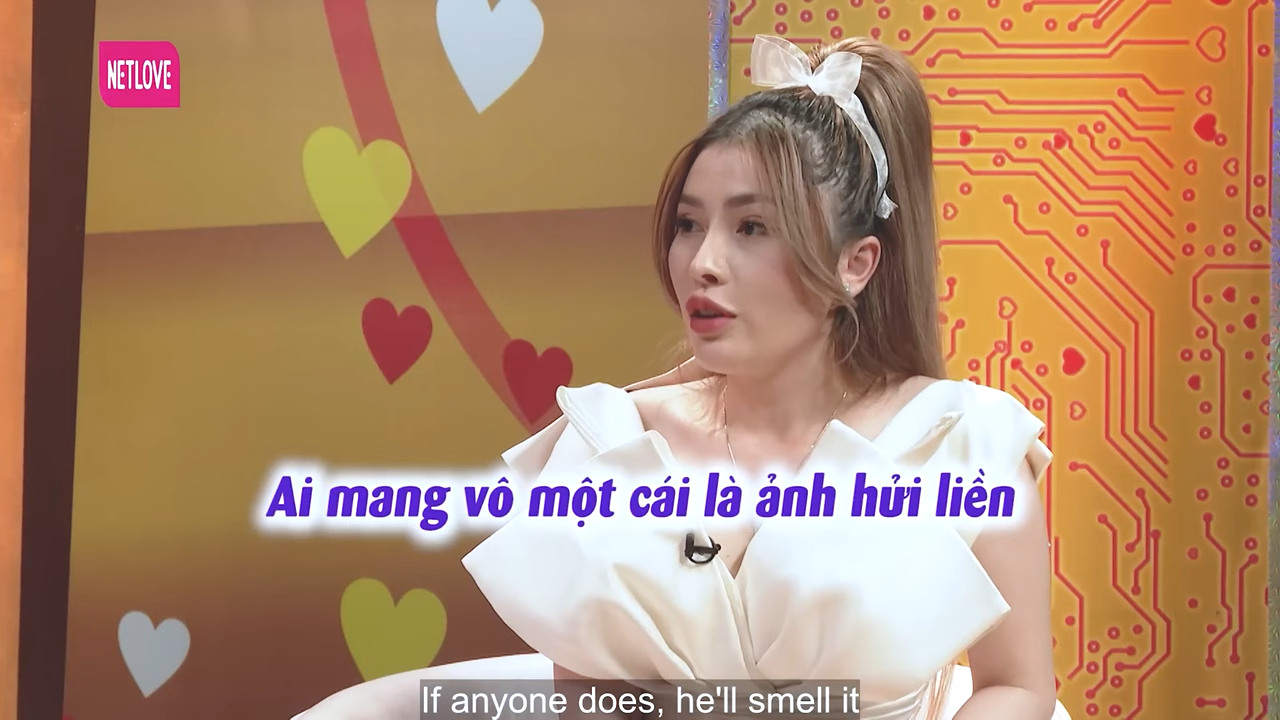 NETLOVE
Ai mang vô một cái là ảnh hửi liền
If anyone does, he'll smell it